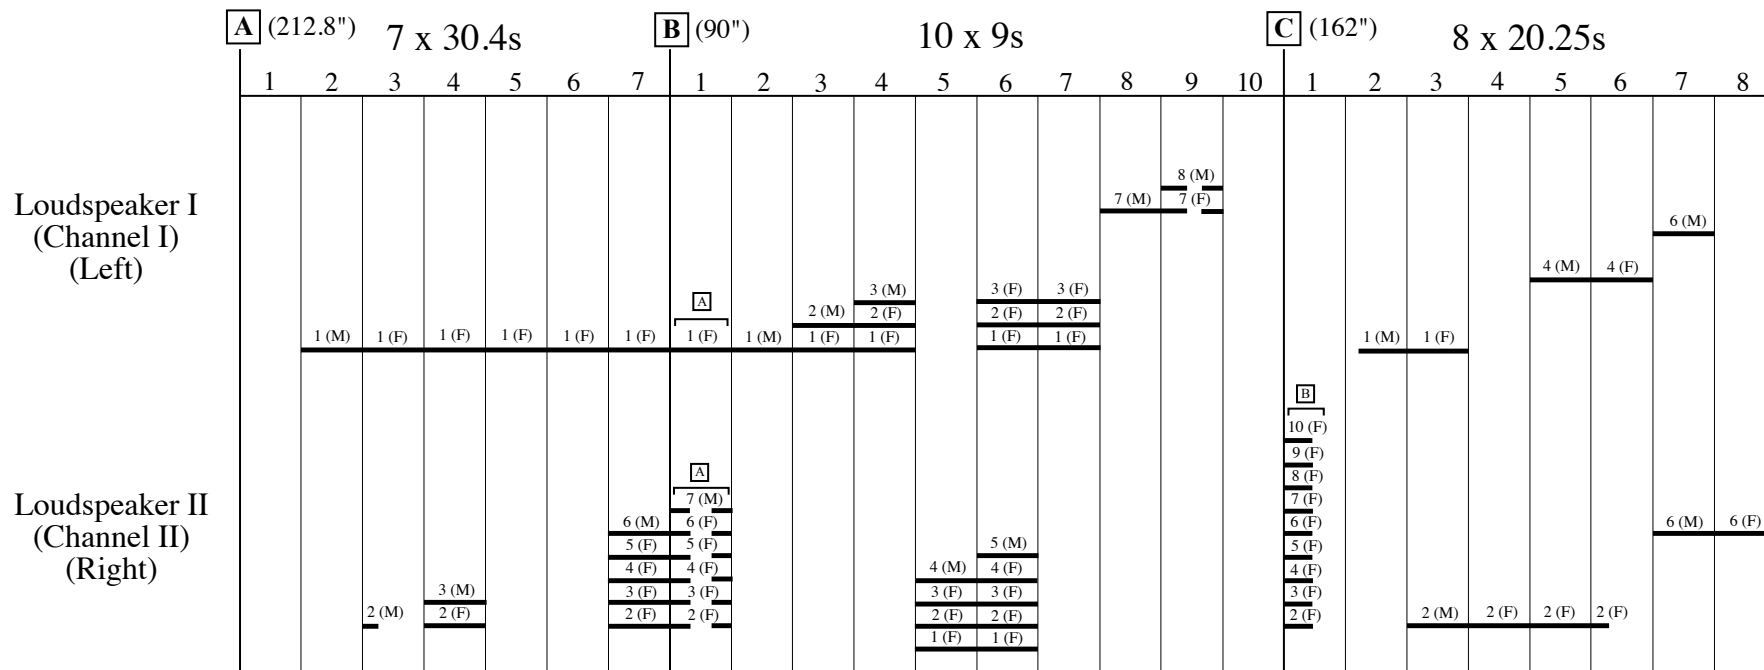 A (212.8") 7 x 30.4s B (90") 10 x 9s C (162") 8 x 20.25s
1 2 3 4 5 6 7 1 2 3 4 5 6 7 8 9 10 1 2 3 4 5 6 7 8
Loudspeaker I
(Channel I)
(Left)
8 (M)
7 (M) 7 (F)
6 (M)
4 (M) 4 (F)
A 3 (M) 3 (F) 3 (F)
2 (M) 2 (F) 2 (F) 2 (F)
1 (M) 1 (F) 1 (F) 1 (F) 1 (F) 1 (F) 1 (F) 1 (M) 1 (F) 1 (F) 1 (F) 1 (F) 1 (M) 1 (F)
Loudspeaker II
(Channel II)
(Right)
B
10 (F)
9 (F)
A 8 (F)
7 (M) 7 (F)
6 (M) 6 (F) 6 (F) 6 (M) 6 (F)
5 (F) 5 (F) 5 (M) 5 (F)
4 (F) 4 (F) 4 (M) 4 (F) 4 (F)
3 (M) 3 (F) 3 (F) 3 (F) 3 (F) 3 (F)
2 (M) 2 (F) 2 (F) 2 (F) 2 (F) 2 (F) 2 (F) 2 (M) 2 (F) 2 (F) 2 (F)
1 (F) 1 (F)